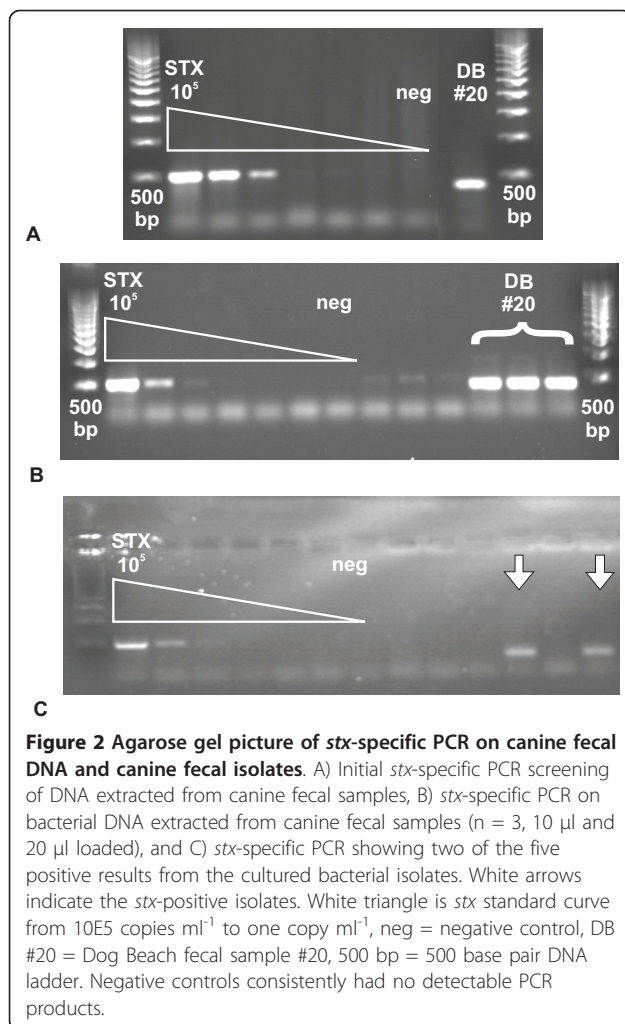 STX
10⁵
neg
DB
#20
500
bp
500
bp
A
STX
10⁵
neg
DB
#20
500
bp
500
bp
B
STX
10⁵
neg
C
Figure 2 Agarose gel picture of stx-specific PCR on canine fecal
DNA and canine fecal isolates. A) Initial stx-specific PCR screening
of DNA extracted from canine fecal samples, B) stx-specific PCR on
bacterial DNA extracted from canine fecal samples (n = 3, 10 μl and
20 μl loaded), and C) stx-specific PCR showing two of the five
positive results from the cultured bacterial isolates. White arrows
indicate the stx-positive isolates. White triangle is stx standard curve
from 10E5 copies ml⁻¹ to one copy ml⁻¹, neg = negative control, DB
#20 = Dog Beach fecal sample #20, 500 bp = 500 base pair DNA
ladder. Negative controls consistently had no detectable PCR
products.